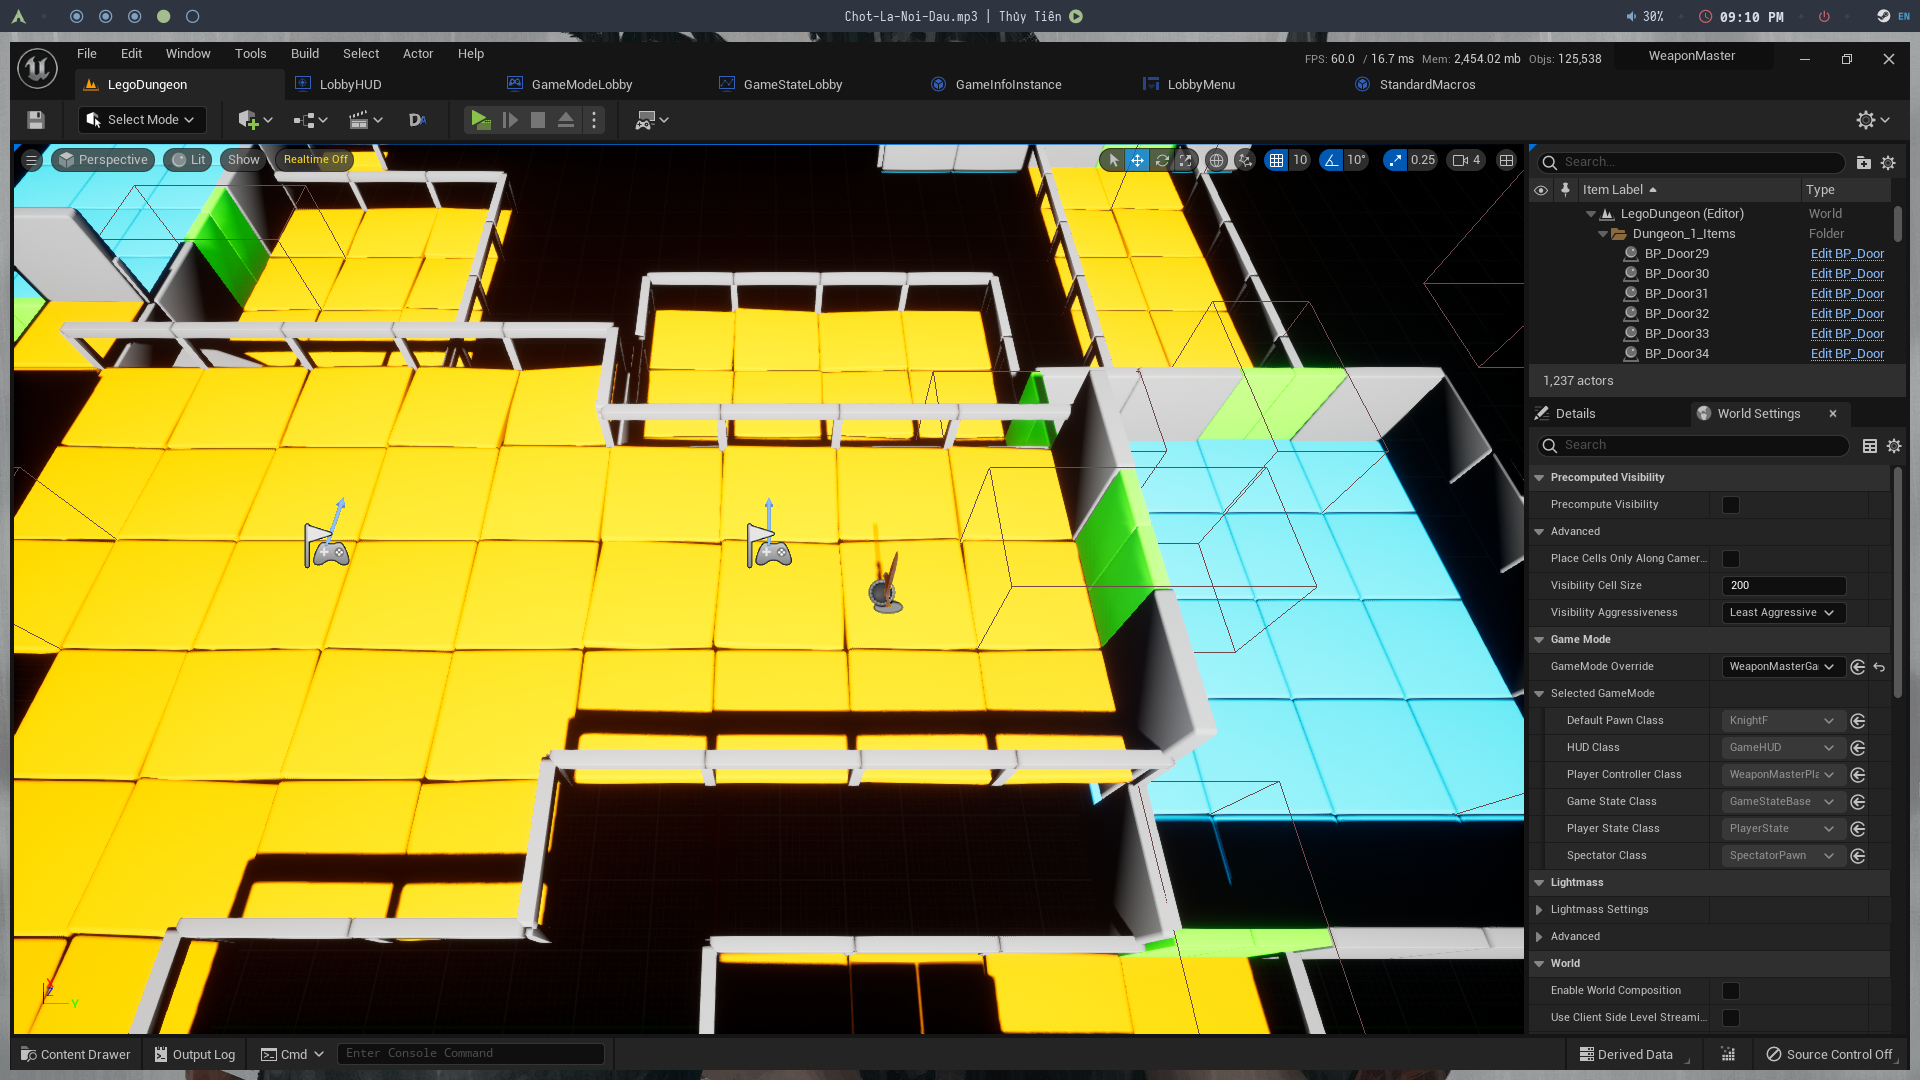 Chot-La-Noi-Dau.mp3 | Thủy Tiên
30%
09:10 PM
EN
File Edit Window Tools Build Select Actor Help
FPS: 60.0 / 16.7 ms Mem: 2,454.02 mb Objs: 125,538
WeaponMaster
LegoDungeon
LobbyHUD
GameModeLobby
GameStateLobby
GameInfoInstance
LobbyMenu
StandardMacros
Select Mode
Perspective
Lit
Show
Realtime Off
10
10°
0.25
4
Search...
Item Label
Type
LegoDungeon (Editor) World
Dungeon_1_Items Folder
BP_Door29 Edit BP_Door
BP_Door30 Edit BP_Door
BP_Door31 Edit BP_Door
BP_Door32 Edit BP_Door
BP_Door33 Edit BP_Door
BP_Door34 Edit BP_Door
1,237 actors
Details
World Settings
Search
Precomputed Visibility
Precompute Visibility
Advanced
Place Cells Only Along Camer...
Visibility Cell Size 200
Visibility Aggressiveness Least Aggressive
Game Mode
GameMode Override WeaponMasterGa
Selected GameMode
Default Pawn Class KnightF
HUD Class GameHUD
Player Controller Class WeaponMasterPla
Game State Class GameStateBase
Player State Class PlayerState
Spectator Class SpectatorPawn
Lightmass
Lightmass Settings
Advanced
World
Enable World Composition
Use Client Side Level Streami...
Z
Y
Content Drawer
Output Log
Cmd
Enter Console Command
Derived Data
Source Control Off